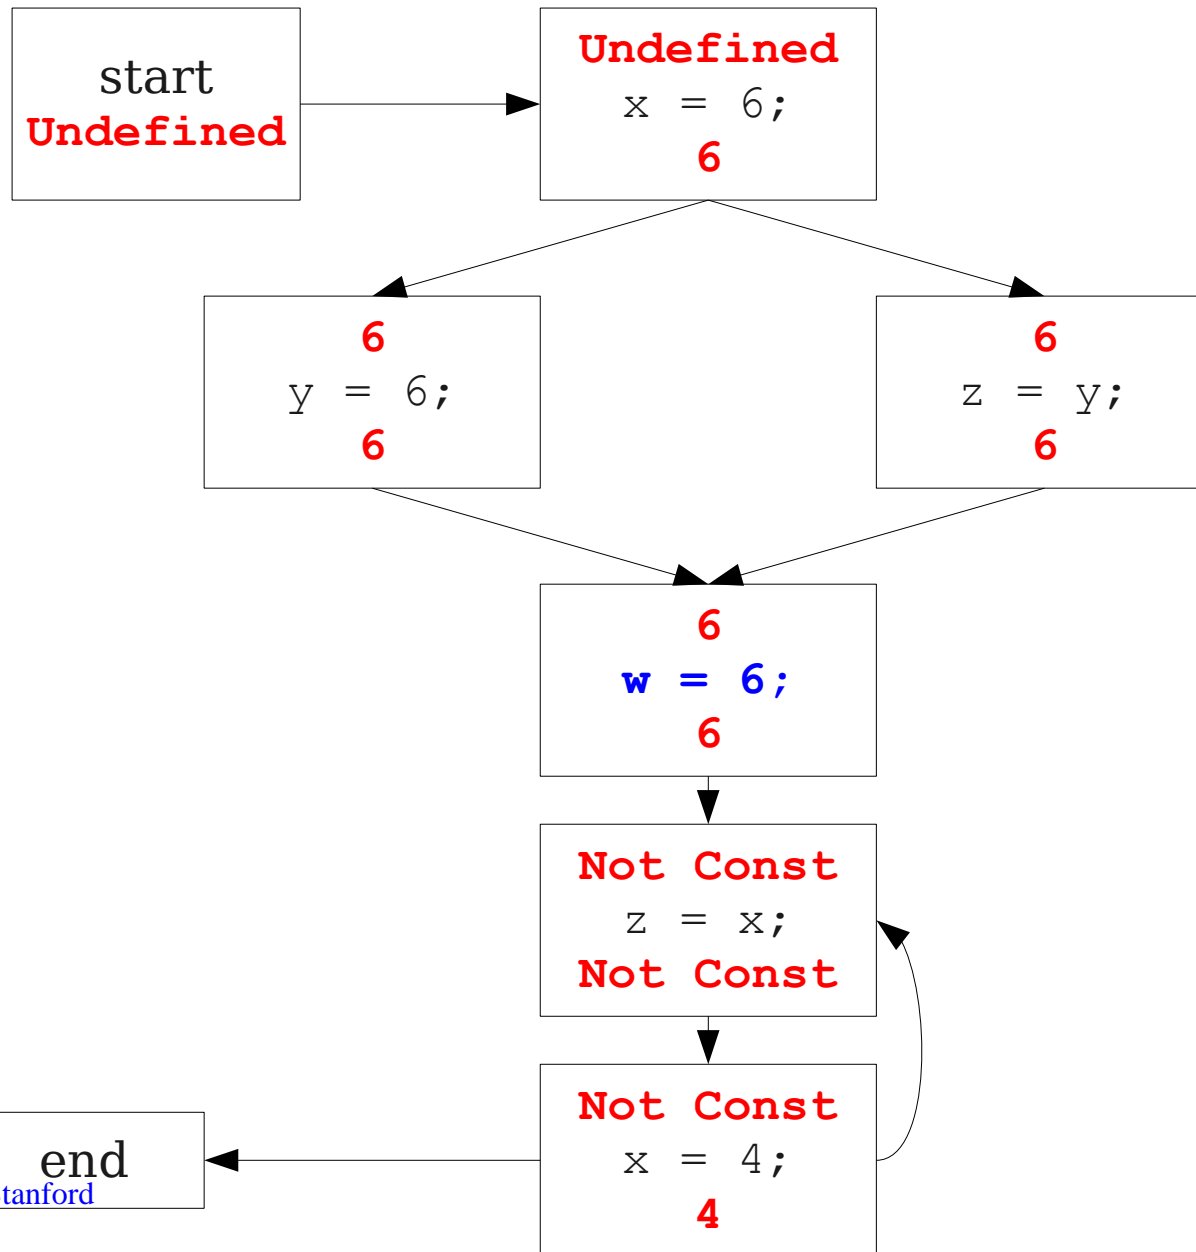 start
Undefined
Undefined
x = 6;
6
6
y = 6;
6
6
z = y;
6
6
w = 6;
6
Not Const
z = x;
Not Const
Not Const
x = 4;
4
end
tanford